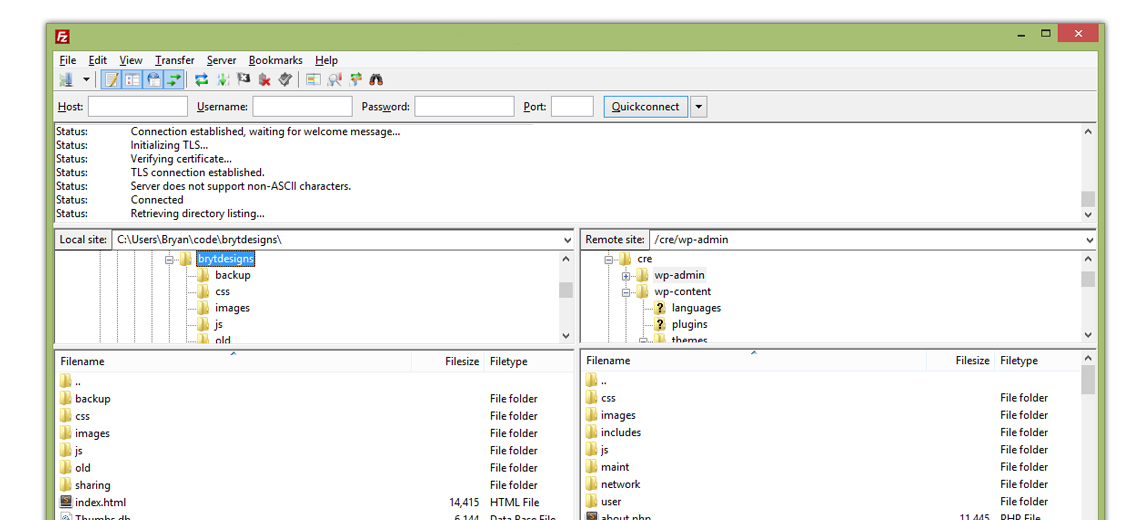 Fz
File Edit View Transfer Server Bookmarks Help
Host: Username: Password: Port: Quickconnect
Status: Connection established, waiting for welcome message...
Status: Initializing TLS...
Status: Verifying certificate...
Status: TLS connection established.
Status: Server does not support non-ASCII characters.
Status: Connected
Status: Retrieving directory listing...
Local site: C:\Users\Bryan\code\brytdesigns\
brytdesigns
backup
css
images
js
old
Remote site: /cre/wp-admin
cre
wp-admin
wp-content
? languages
? plugins
themes
Filename Filesize Filetype
..
backup File folder
css File folder
images File folder
js File folder
old File folder
sharing File folder
index.html 14,415 HTML File
Thumbs.db 6,144 Data Base File
Filename Filesize Filetype
..
css File folder
images File folder
includes File folder
js File folder
maint File folder
network File folder
user File folder
about.php 11,445 PHP File